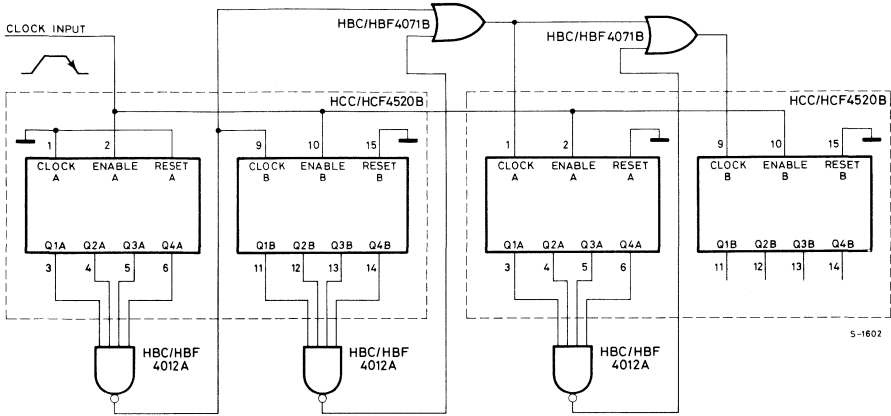 CLOCK INPUT
HBC/HBF4071B
HBC/HBF4071B
HCC/HCF4520B
HCC/HCF4520B
1 2
9 10 15
1 2
9 10 15
CLOCK A
ENABLE A
RESET A
CLOCK B
ENABLE B
RESET B
CLOCK A
ENABLE A
RESET A
CLOCK B
ENABLE B
RESET B
Q1A Q2A Q3A Q4A
Q1B Q2B Q3B Q4B
Q1A Q2A Q3A Q4A
Q1B Q2B Q3B Q4B
3 4 5 6
11 12 13 14
3 4 5 6
11 12 13 14
S-1602
HBC/HBF
4012A
HBC/HBF
4012A
HBC/HBF
4012A